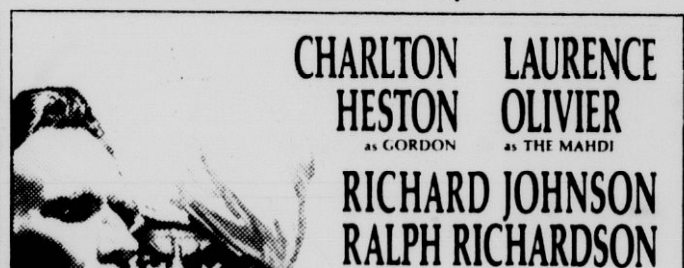 CHARLTON LAURENCE
HESTON OLIVIER
as GORDON as THE MAHDI
RICHARD JOHNSON
RALPH RICHARDSON